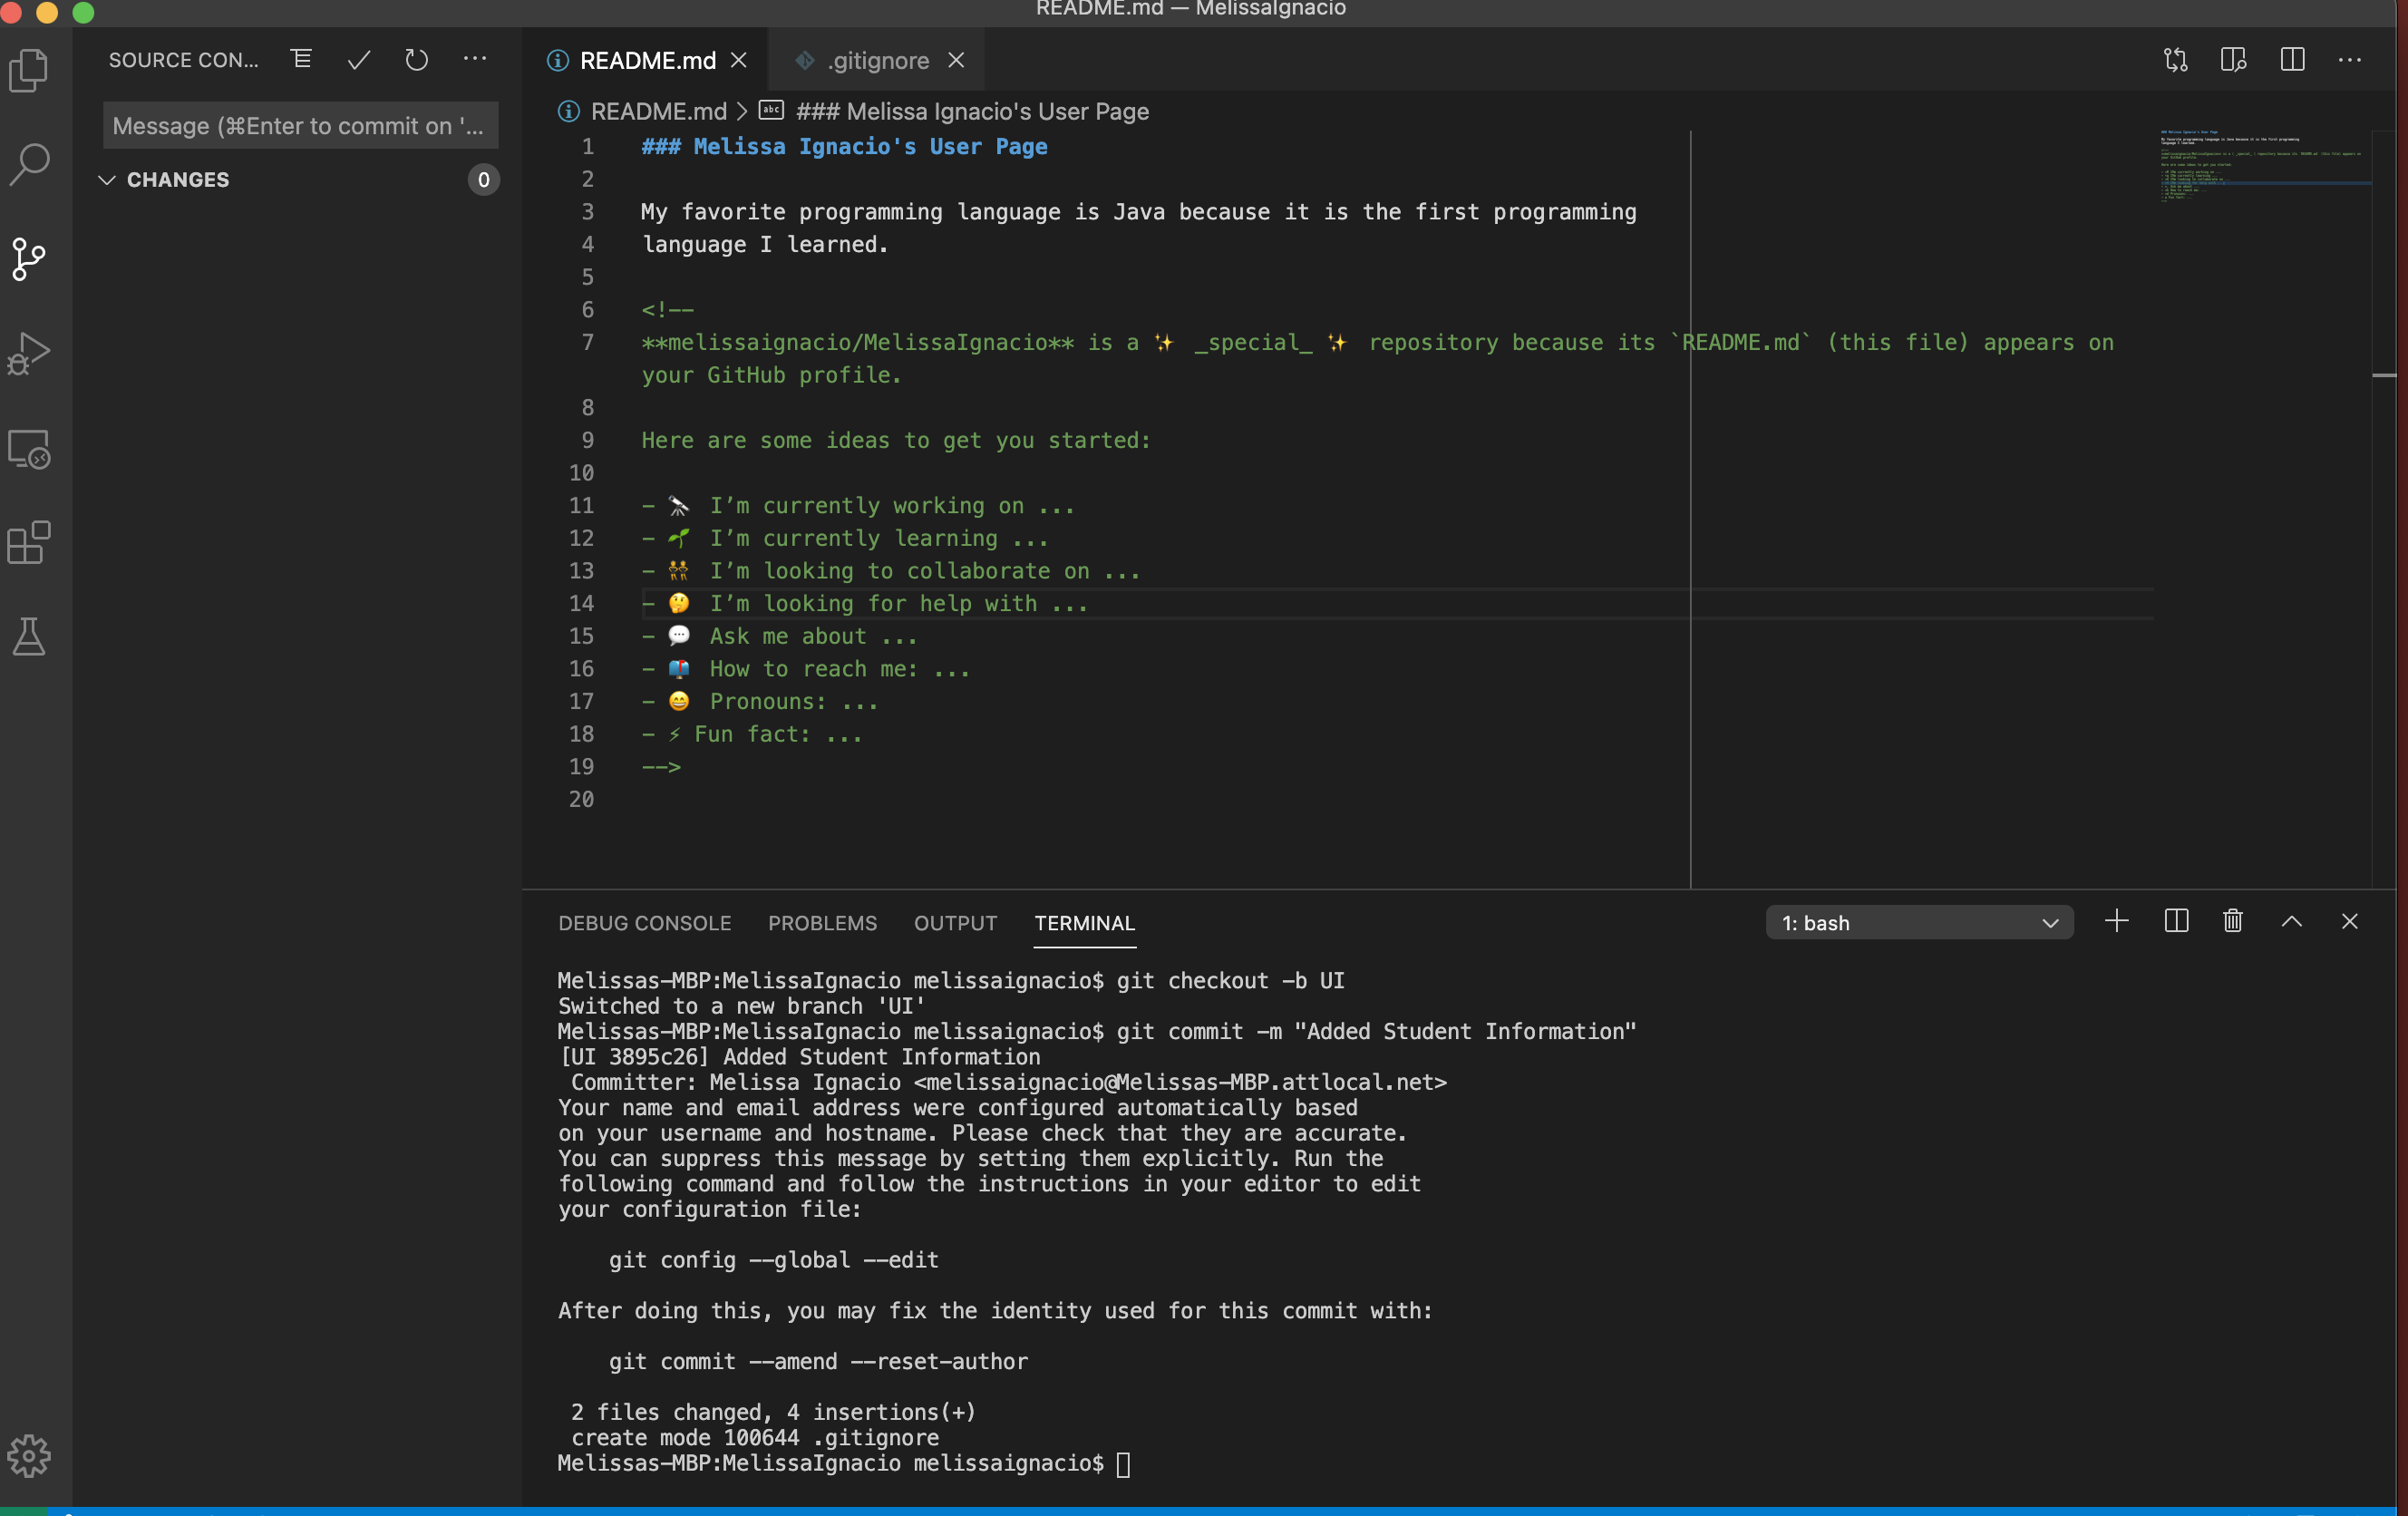 README.md — MelissaIgnacio
SOURCE CON...
Message (⌘Enter to commit on '...
CHANGES
0
README.md
.gitignore
README.md > ### Melissa Ignacio's User Page
1 ### Melissa Ignacio's User Page
2
3 My favorite programming language is Java because it is the first programming
4 language I learned.
5
6 <!--
7 **melissaignacio/MelissaIgnacio** is a ✨ _special_ ✨ repository because its `README.md` (this file) appears on
your GitHub profile.
8
9 Here are some ideas to get you started:
10
11 - 🔭 I’m currently working on ...
12 - 🌱 I’m currently learning ...
13 - 👯 I’m looking to collaborate on ...
14 - 🤔 I’m looking for help with ...
15 - 💬 Ask me about ...
16 - 📫 How to reach me: ...
17 - 😄 Pronouns: ...
18 - ⚡ Fun fact: ...
19 -->
20
DEBUG CONSOLE PROBLEMS OUTPUT TERMINAL
1: bash
Melissas-MBP:MelissaIgnacio melissaignacio$ git checkout -b UI
Switched to a new branch 'UI'
Melissas-MBP:MelissaIgnacio melissaignacio$ git commit -m "Added Student Information"
[UI 3895c26] Added Student Information
Committer: Melissa Ignacio <melissaignacio@Melissas-MBP.attlocal.net>
Your name and email address were configured automatically based
on your username and hostname. Please check that they are accurate.
You can suppress this message by setting them explicitly. Run the
following command and follow the instructions in your editor to edit
your configuration file:
git config --global --edit
After doing this, you may fix the identity used for this commit with:
git commit --amend --reset-author
2 files changed, 4 insertions(+)
create mode 100644 .gitignore
Melissas-MBP:MelissaIgnacio melissaignacio$